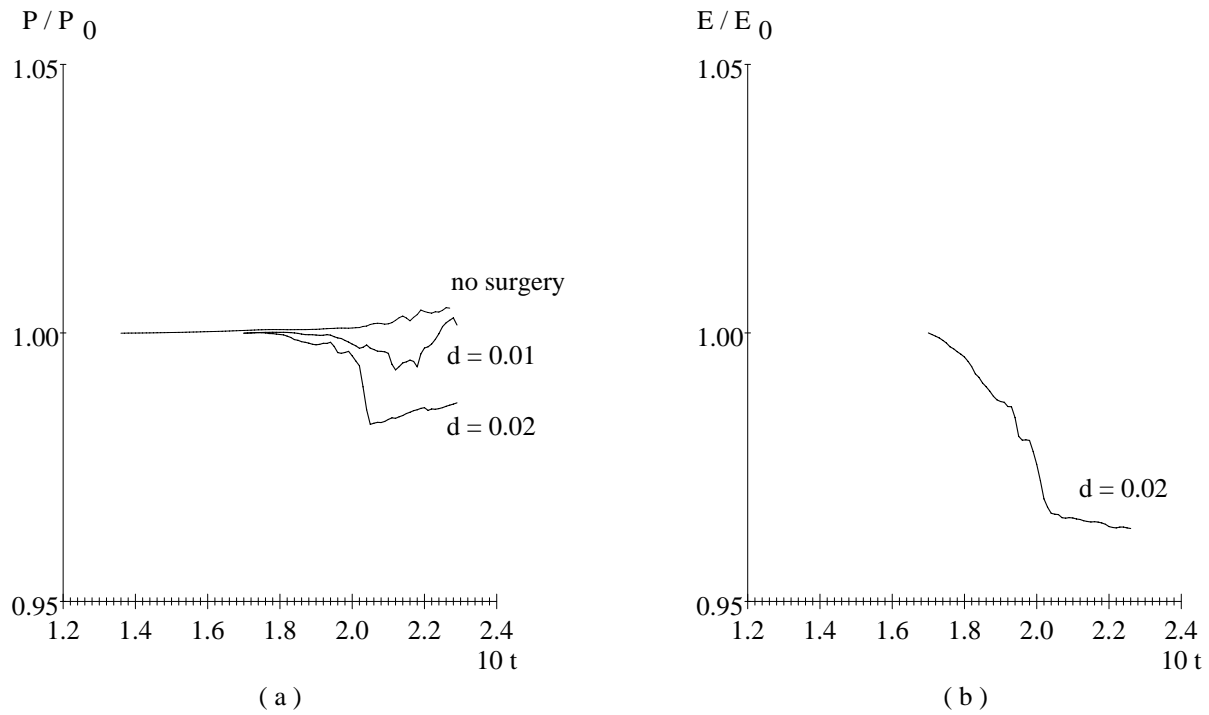 P / P 0
1.05
1.00
0.95
1.2 1.4 1.6 1.8 2.0 2.2 2.4
10 t
no surgery
d = 0.01
d = 0.02
( a )
E / E 0
1.05
1.00
0.95
1.2 1.4 1.6 1.8 2.0 2.2 2.4
10 t
d = 0.02
( b )